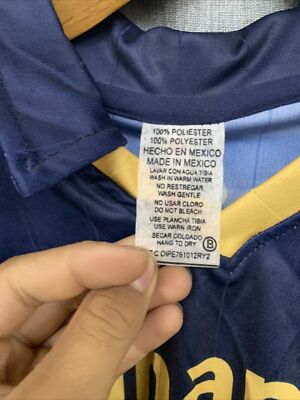 100% POLIESTER
100% POLYESTER
HECHO EN MEXICO
MADE IN MEXICO
LAVAR CON AGUA TIBIA
WASH IN WARM WATER
NO RESTREGAR
WASH GENTLE
NO USAR CLORO
DO NOT BLEACH
USE PLANCHA TIBIA
USE WARN IRON
SECAR COLGADO
HANG TO DRY B
C OIPE761012RY2